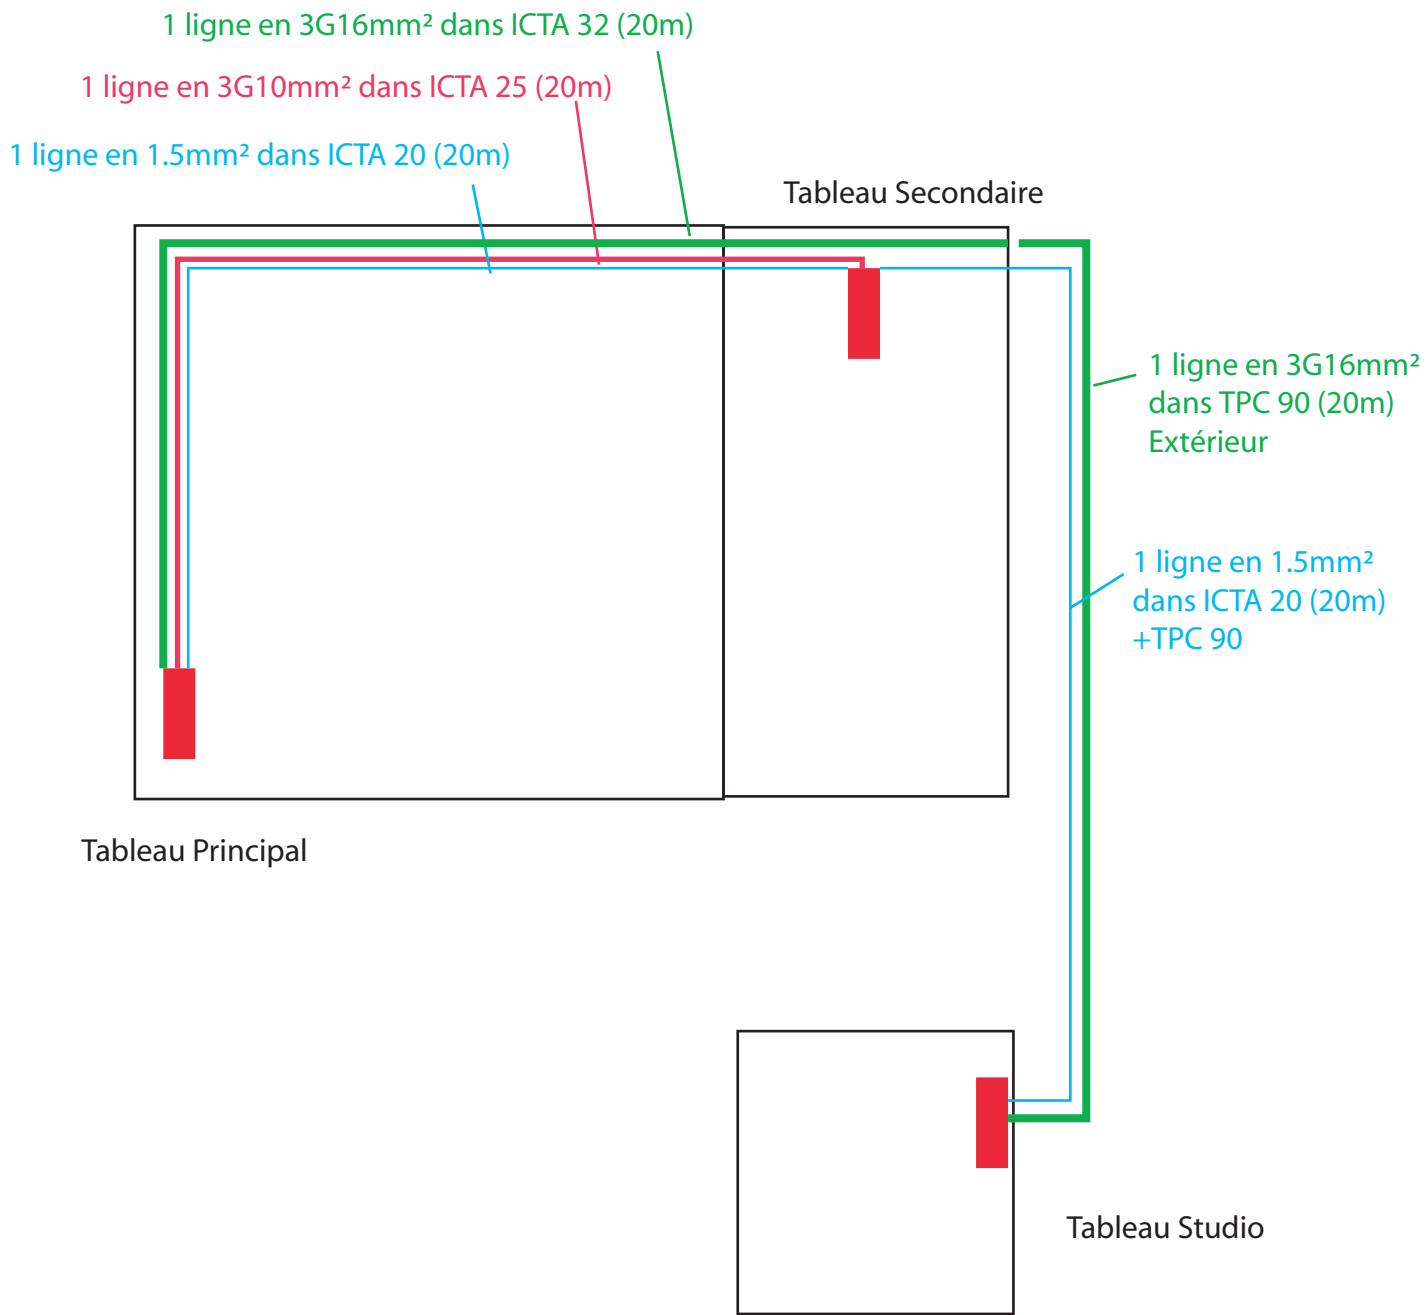 1 ligne en 3G16mm² dans ICTA 32 (20m)
1 ligne en 3G10mm² dans ICTA 25 (20m)
1 ligne en 1.5mm² dans ICTA 20 (20m)
Tableau Secondaire
1 ligne en 3G16mm²
dans TPC 90 (20m)
Extérieur
1 ligne en 1.5mm²
dans ICTA 20 (20m)
+TPC 90
Tableau Principal
Tableau Studio